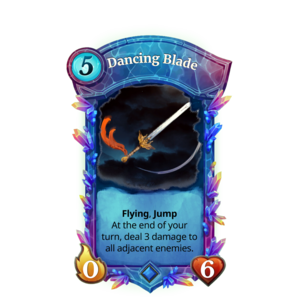 5
Dancing Blade
Flying, Jump
At the end of your
turn, deal 3 damage to
all adjacent enemies.
0
6